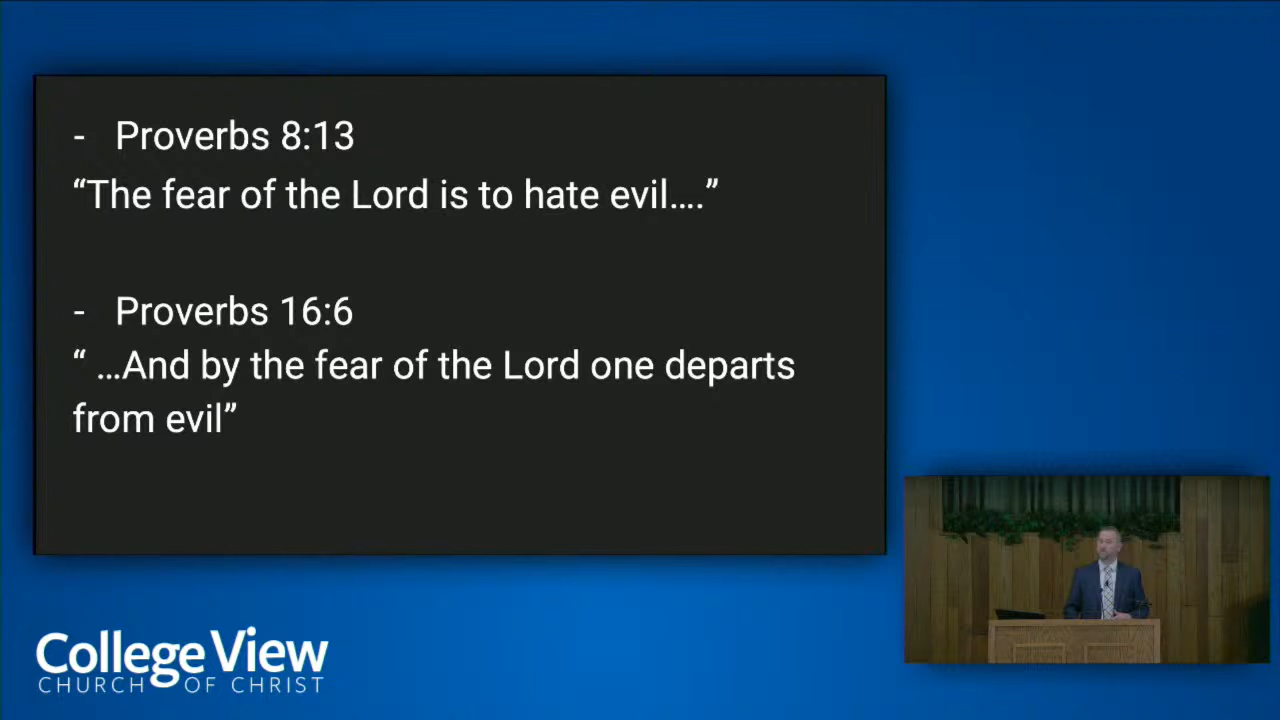 - Proverbs 8:13
“The fear of the Lord is to hate evil....”
- Proverbs 16:6
“ ...And by the fear of the Lord one departs
from evil”
College View
CHURCH OF CHRIST